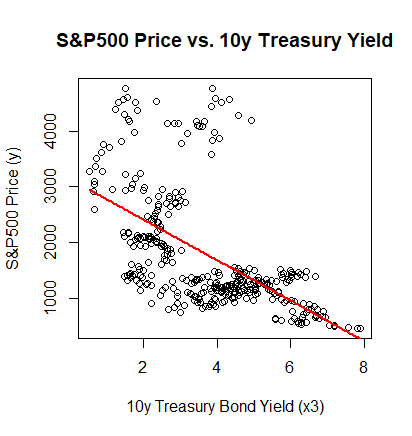 S&P500 Price vs. 10y Treasury Yield
S&P500 Price (y)
4000
3000
2000
1000
2 4 6 8
10y Treasury Bond Yield (x3)